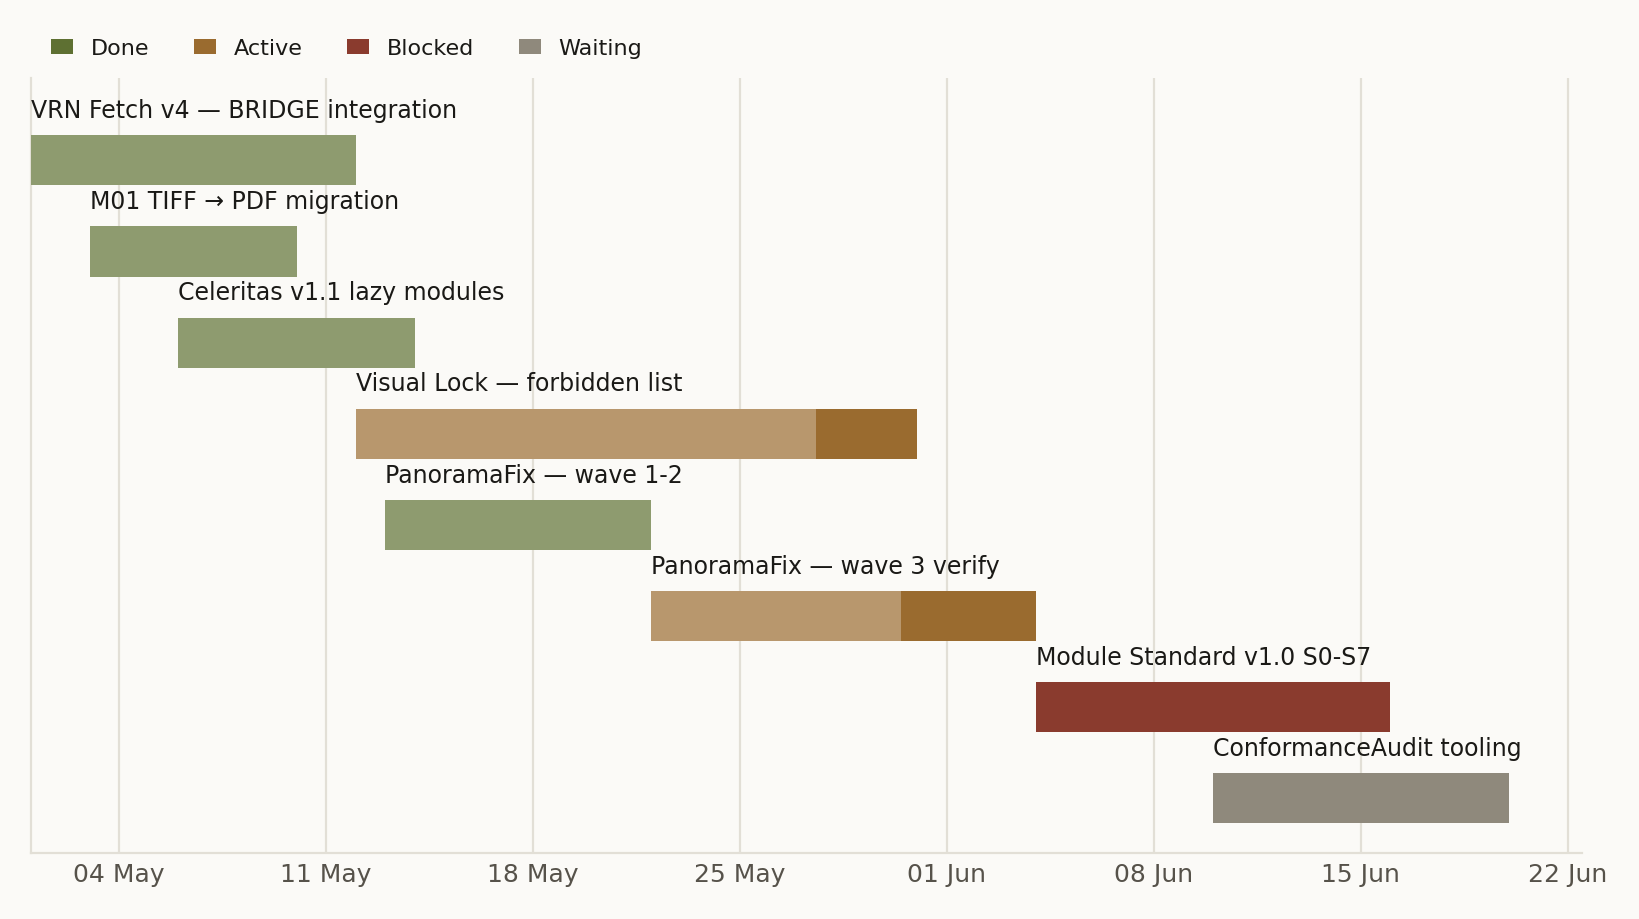 Done Active Blocked Waiting
VRN Fetch v4 — BRIDGE integration
M01 TIFF → PDF migration
Celeritas v1.1 lazy modules
Visual Lock — forbidden list
PanoramaFix — wave 1-2
PanoramaFix — wave 3 verify
Module Standard v1.0 S0-S7
ConformanceAudit tooling
04 May 11 May 18 May 25 May 01 Jun 08 Jun 15 Jun 22 Jun